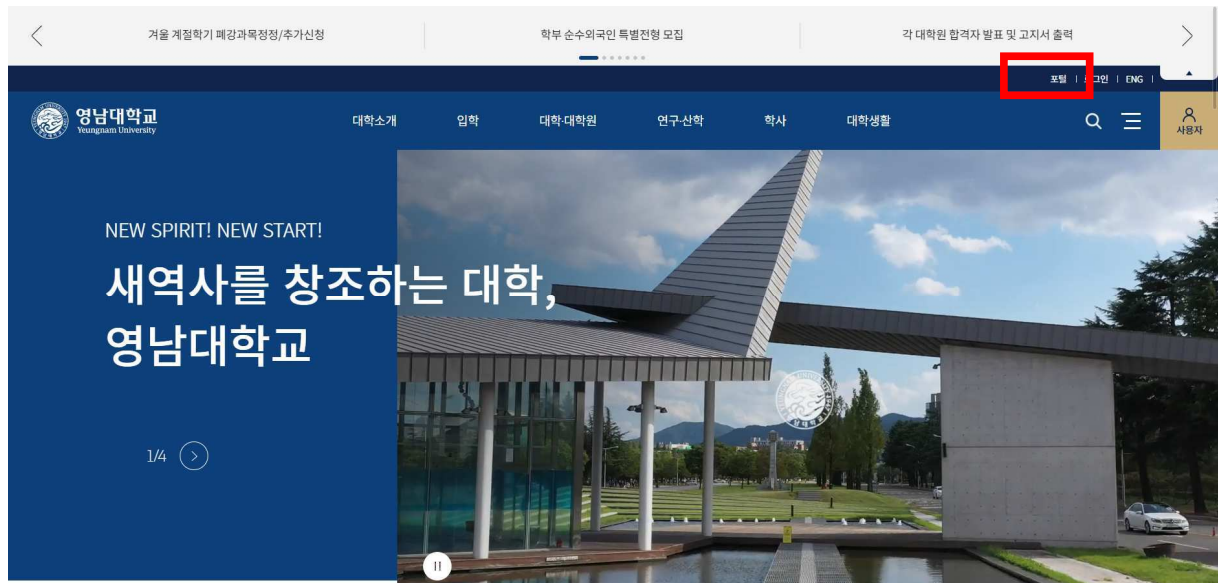 겨울 계절학기 폐강과목정정/추가신청
학부 순수외국인 특별전형 모집
각 대학원 합격자 발표 및 고지서 출력
포털 | 로그인 | ENG |
영남대학교
Yeungnam University
대학소개 입학 대학·대학원 연구·산학 학사 대학생활
사용자
NEW SPIRIT! NEW START!
새역사를 창조하는 대학,
영남대학교
1/4